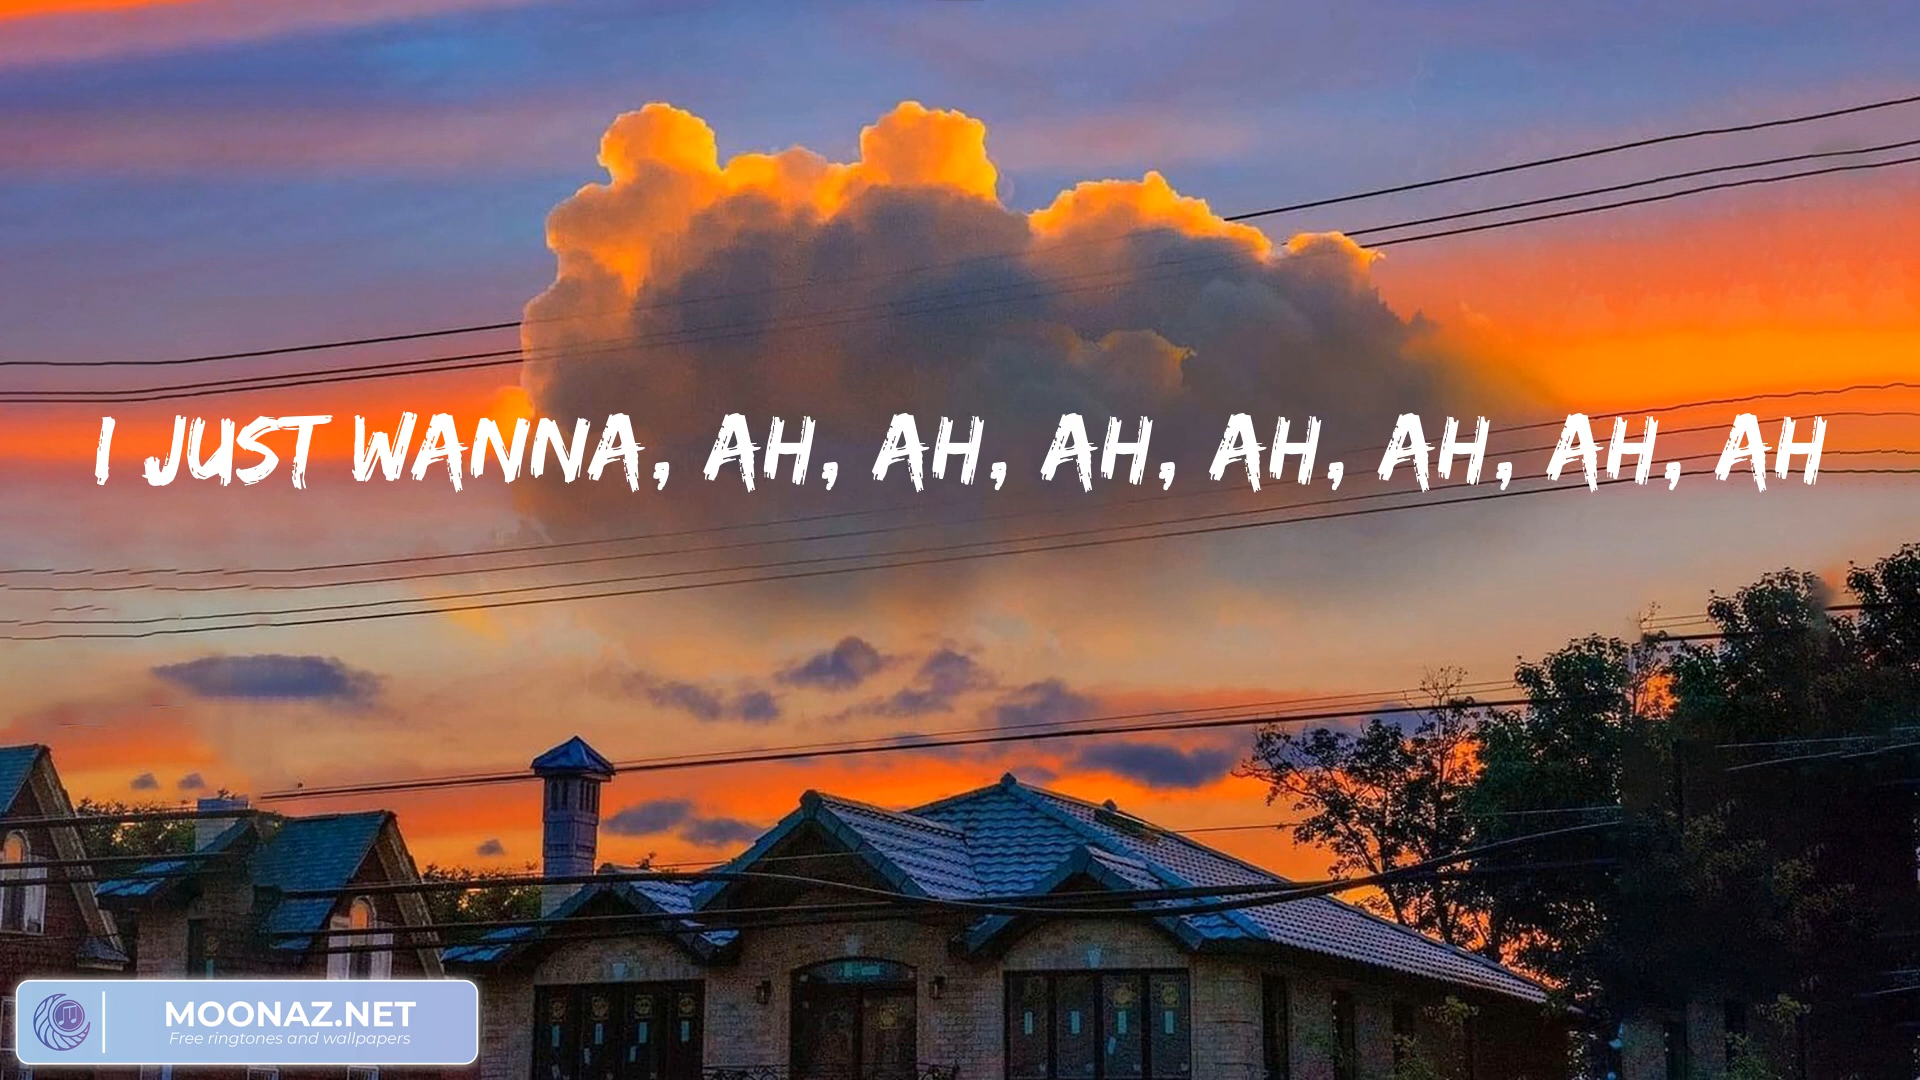 I JUST WANNA, AH, AH, AH, AH, AH, AH, AH
MOONAZ.NET
Free ringtones and wallpapers